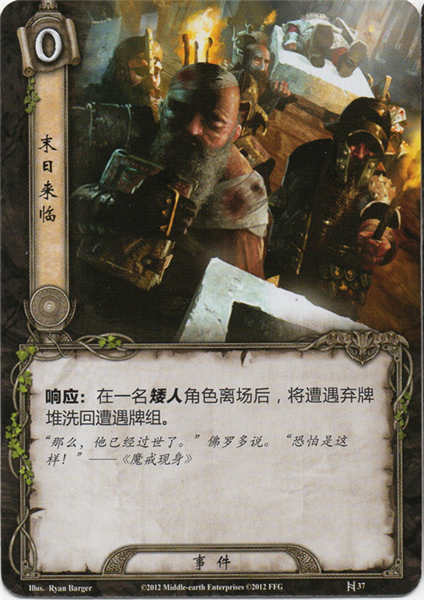 0
末日来临
响应：在一名矮人角色离场后，将遭遇弃牌
堆洗回遭遇牌组。
“那么，他已经过世了。”佛罗多说。“恐怕是这
样！”——《魔戒现身》
事件
Illus. Ryan Barger
©2012 Middle-earth Enterprises ©2012 FFG
37